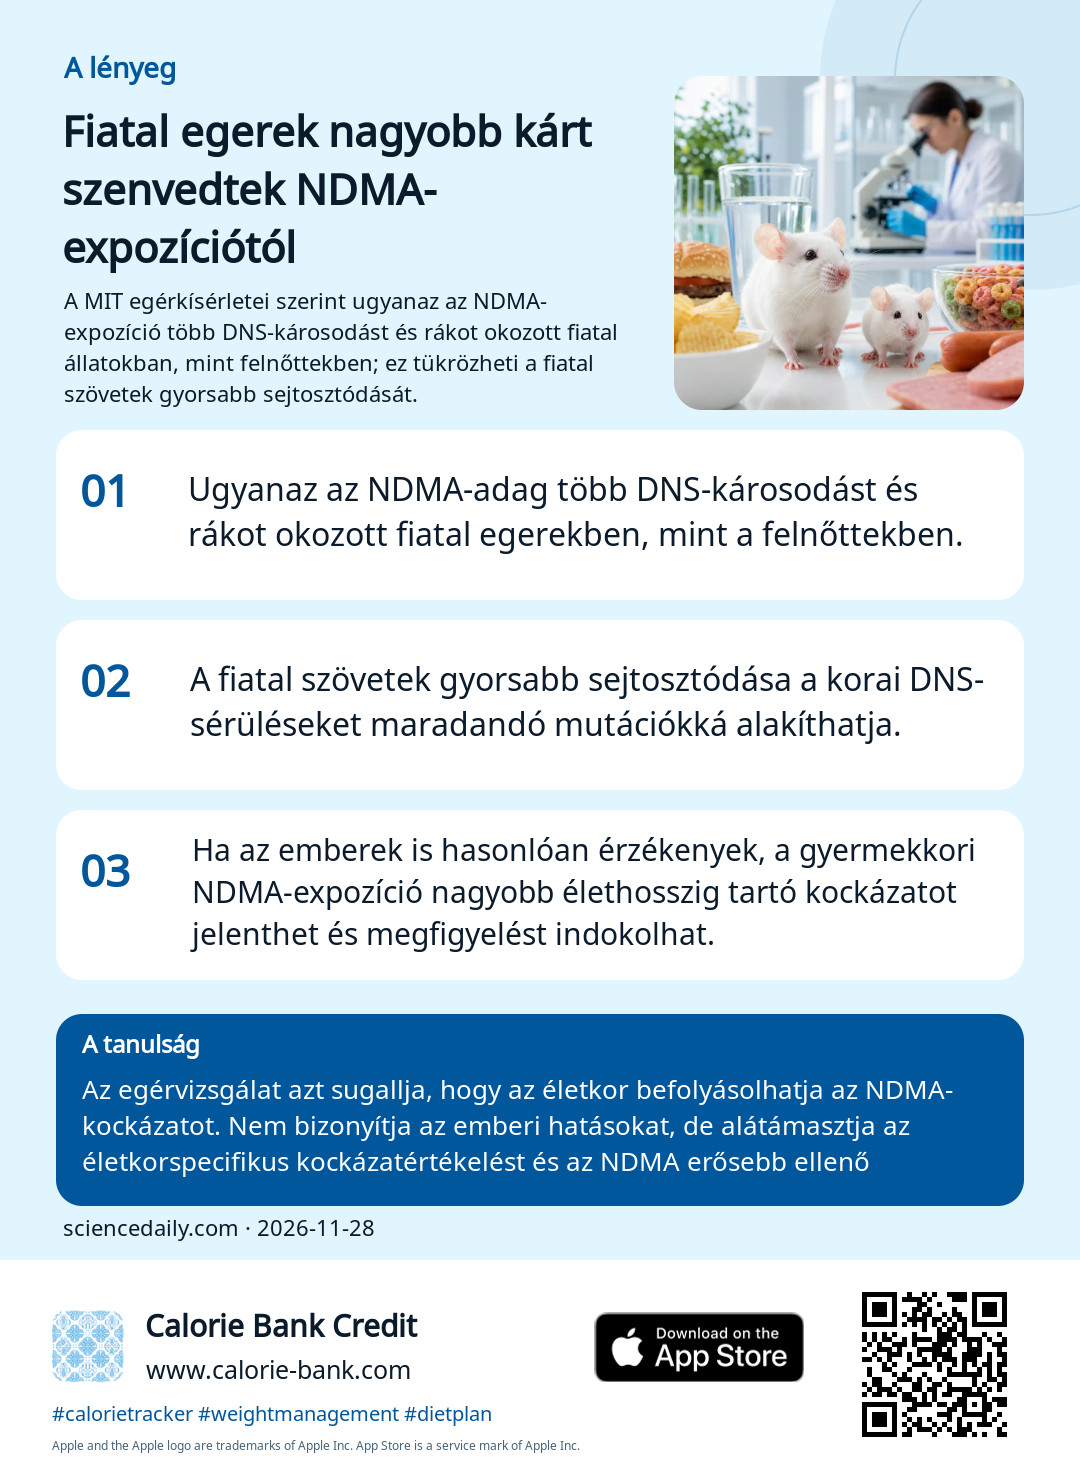 A lényeg
Fiatal egerek nagyobb kárt
szenvedtek NDMA-
expozíciótól
A MIT egérkísérletei szerint ugyanaz az NDMA-
expozíció több DNS-károsodást és rákot okozott fiatal
állatokban, mint felnőttekben; ez tükrözheti a fiatal
szövetek gyorsabb sejtosztódását.
01
Ugyanaz az NDMA-adag több DNS-károsodást és
rákot okozott fiatal egerekben, mint a felnőttekben.
02
A fiatal szövetek gyorsabb sejtosztódása a korai DNS-
sérüléseket maradandó mutációkká alakíthatja.
03
Ha az emberek is hasonlóan érzékenyek, a gyermekkori
NDMA-expozíció nagyobb élethosszig tartó kockázatot
jelenthet és megfigyelést indokolhat.
A tanulság
Az egérvizsgálat azt sugallja, hogy az életkor befolyásolhatja az NDMA-
kockázatot. Nem bizonyítja az emberi hatásokat, de alátámasztja az
életkorspecifikus kockázatértékelést és az NDMA erősebb ellenő
sciencedaily.com · 2026-11-28
Calorie Bank Credit
www.calorie-bank.com
Download on the
App Store
#calorietracker #weightmanagement #dietplan
Apple and the Apple logo are trademarks of Apple Inc. App Store is a service mark of Apple Inc.